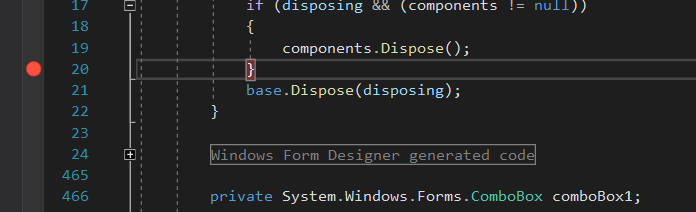 17 if (disposing && (components != null))
18 {
19 components.Dispose();
20 }
21 base.Dispose(disposing);
22 }
23
24 Windows Form Designer generated code
465
466 private System.Windows.Forms.ComboBox comboBox1;